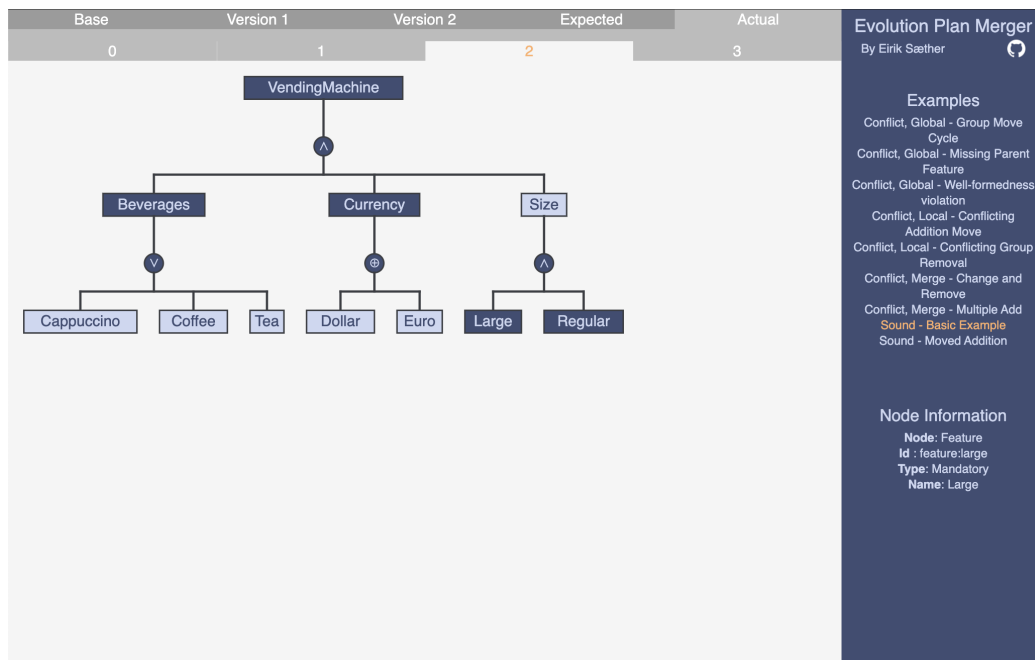 Base Version 1 Version 2 Expected Actual
0 1 2 3
VendingMachine
∧
Beverages Currency Size
∨ ⊕ ∧
Cappuccino Coffee Tea Dollar Euro Large Regular
Evolution Plan Merger
By Eirik Sæther
Examples
Conflict, Global - Group Move
Cycle
Conflict, Global - Missing Parent
Feature
Conflict, Global - Well-formedness
violation
Conflict, Local - Conflicting
Addition Move
Conflict, Local - Conflicting Group
Removal
Conflict, Merge - Change and
Remove
Conflict, Merge - Multiple Add
Sound - Basic Example
Sound - Moved Addition
Node Information
Node: Feature
Id : feature:large
Type: Mandatory
Name: Large